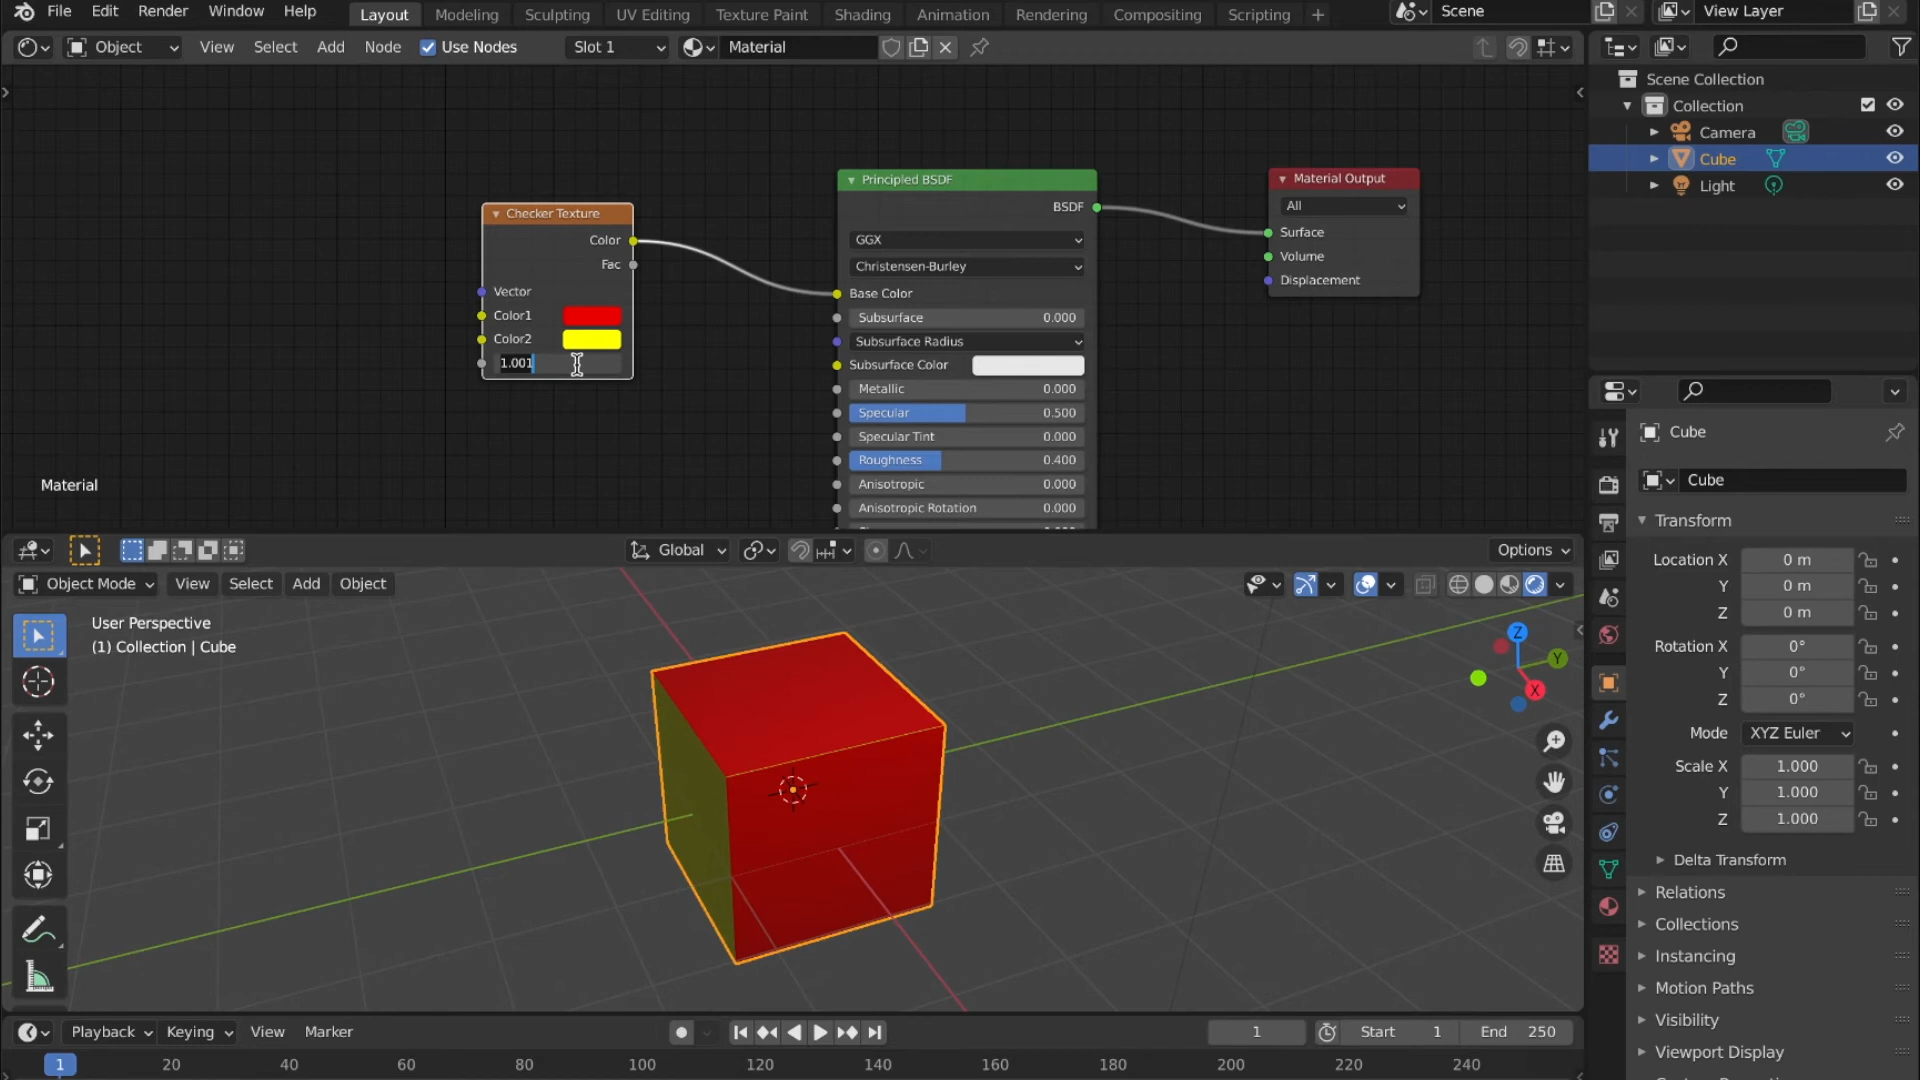 File Edit Render Window Help Layout Modeling Sculpting UV Editing Texture Paint Shading Animation Rendering Compositing Scripting + Scene View Layer
Object View Select Add Node Use Nodes Slot 1 Material
Scene Collection
Collection
Camera
Cube
Light
Checker Texture
Color
Fac
Vector
Color1
Color2
1.001
Principled BSDF
BSDF
GGX
Christensen-Burley
Base Color
Subsurface 0.000
Subsurface Radius
Subsurface Color
Metallic 0.000
Specular 0.500
Specular Tint 0.000
Roughness 0.400
Anisotropic 0.000
Anisotropic Rotation 0.000
Material Output
All
Surface
Volume
Displacement
Material
Global Options
Object Mode View Select Add Object
User Perspective
(1) Collection | Cube
Z
Y
X
Cube
Cube
Transform
Location X 0 m
Y 0 m
Z 0 m
Rotation X 0°
Y 0°
Z 0°
Mode XYZ Euler
Scale X 1.000
Y 1.000
Z 1.000
Delta Transform
Relations
Collections
Instancing
Motion Paths
Visibility
Viewport Display
Playback Keying View Marker 1 Start 1 End 250
1 20 40 60 80 100 120 140 160 180 200 220 240